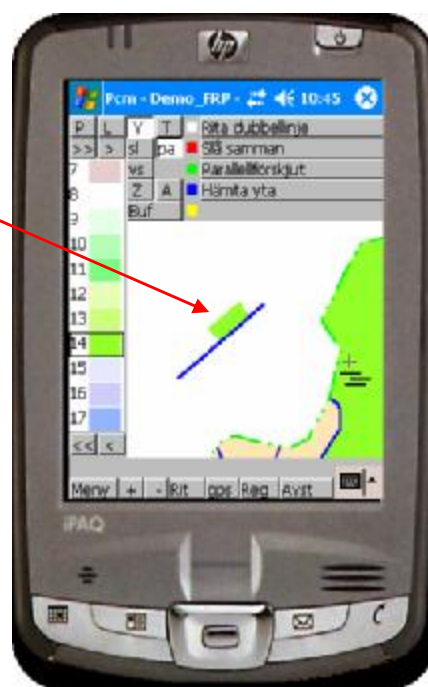 hp
Pcm - Demo_FRP - 10:45
P L Y T Rita dubbellinje
>> > sl pa Slå samman
7 vs Parallellförskjut
8 Z A Hämta yta
9 Buf
10
11
12
13
14
15
16
17
<< <
Meny + - Rit gps Reg Avst
iPAQ